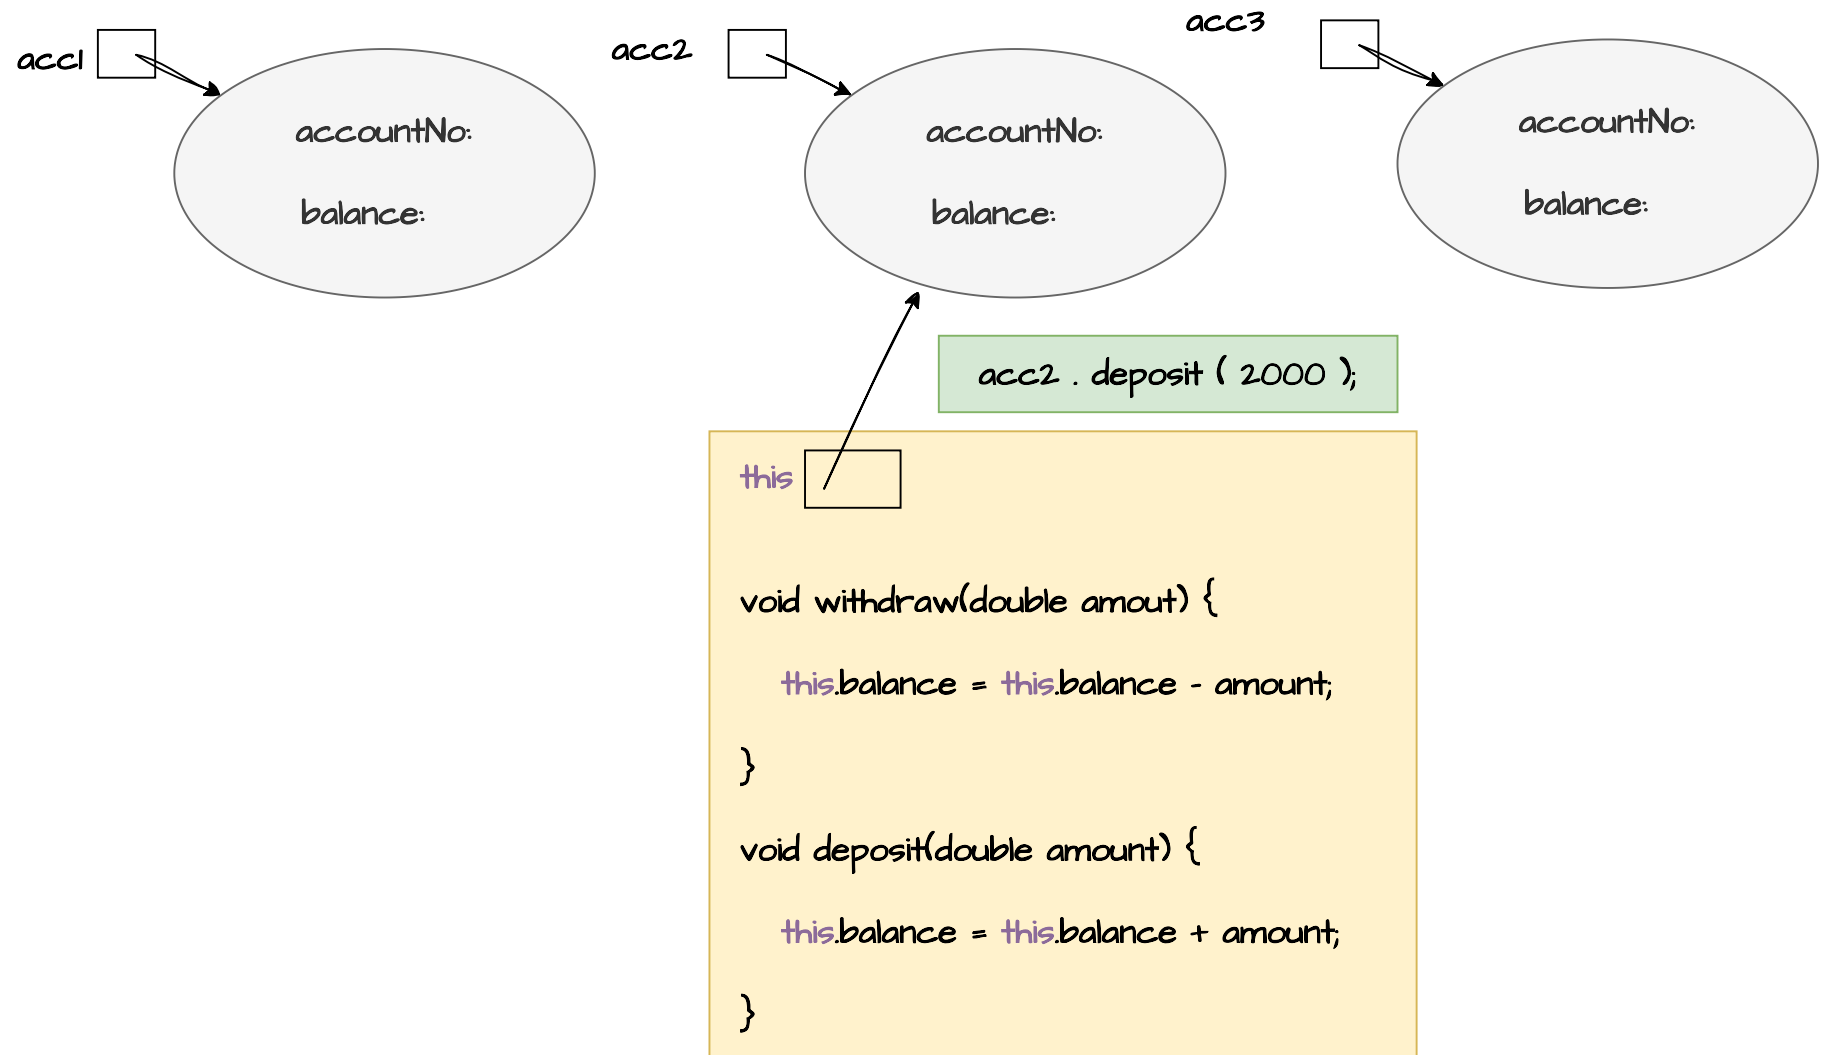 acc1
accountNo:
balance:
acc2
accountNo:
balance:
acc3
accountNo:
balance:
acc2 . deposit ( 2000 );
this
void withdraw(double amout) {
this.balance = this.balance - amount;
}
void deposit(double amount) {
this.balance = this.balance + amount;
}